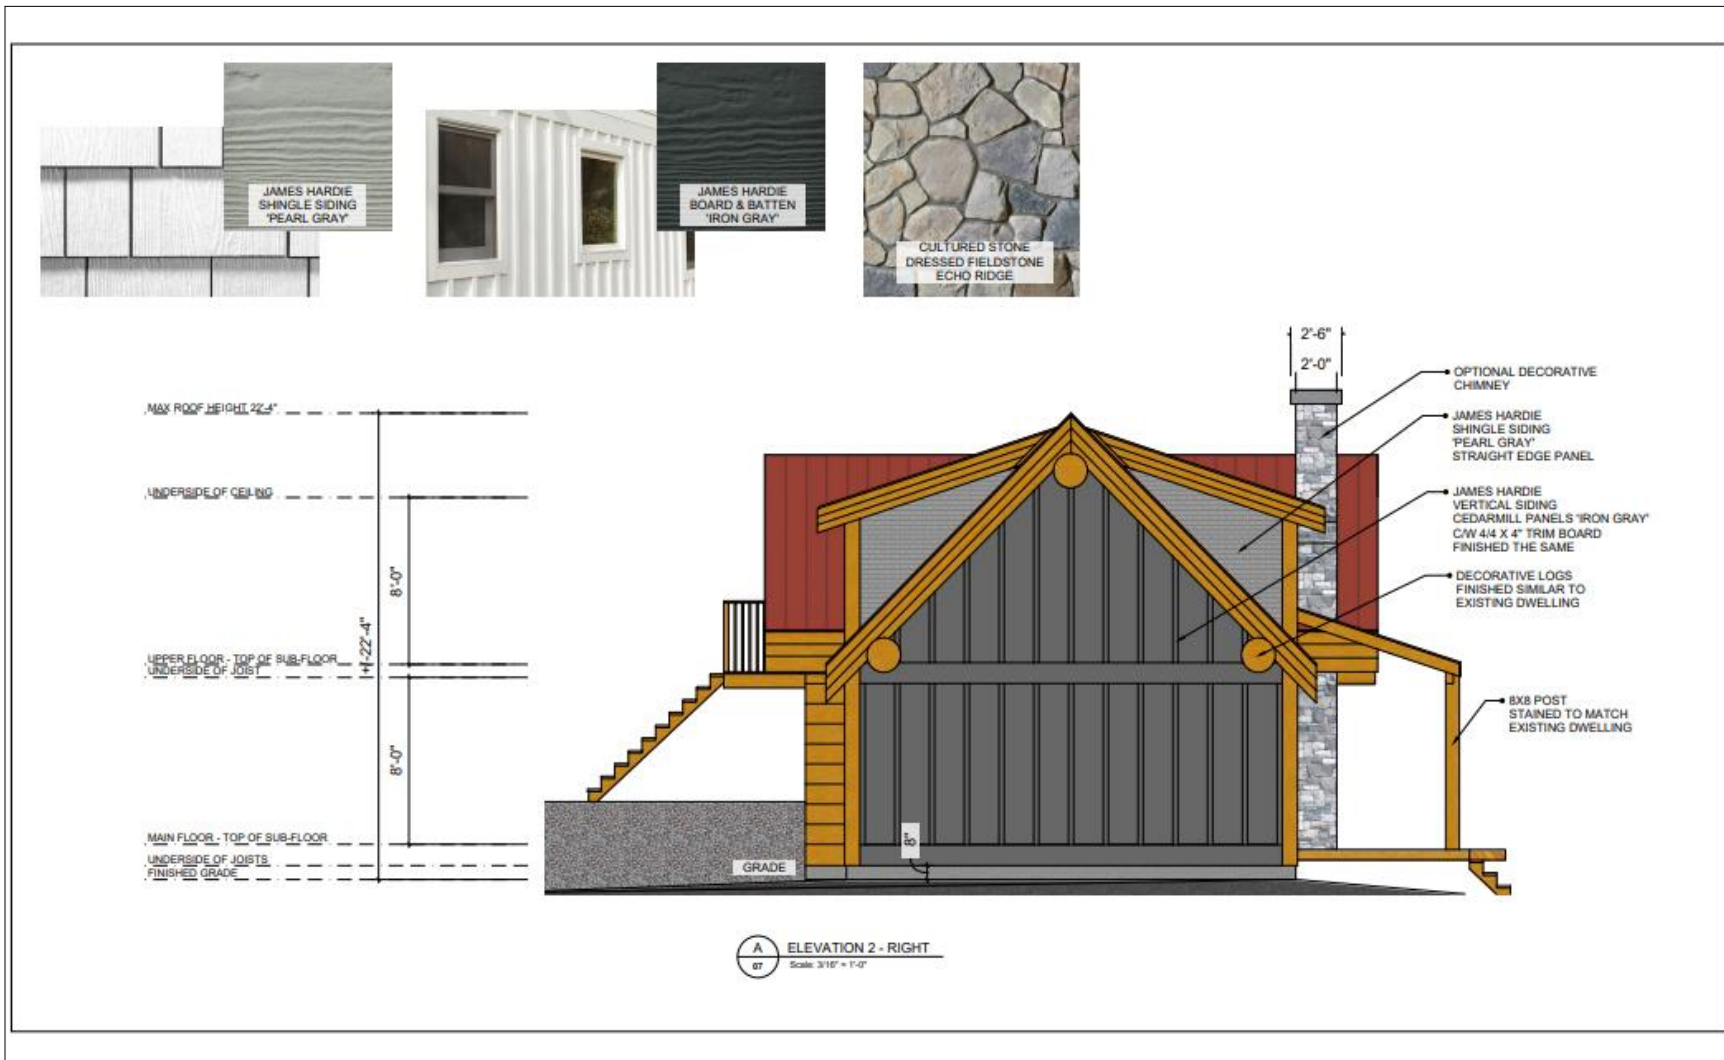 JAMES HARDIE
SHINGLE SIDING
'PEARL GRAY'
JAMES HARDIE
BOARD & BATTEN
'IRON GRAY'
CULTURED STONE
DRESSED FIELDSTONE
ECHO RIDGE
2'-6"
2'-0"
OPTIONAL DECORATIVE
CHIMNEY
JAMES HARDIE
SHINGLE SIDING
'PEARL GRAY'
STRAIGHT EDGE PANEL
JAMES HARDIE
VERTICAL SIDING
CEDARMILL PANELS 'IRON GRAY'
C/W 4/4 X 4" TRIM BOARD
FINISHED THE SAME
DECORATIVE LOGS
FINISHED SIMILAR TO
EXISTING DWELLING
8X8 POST
STAINED TO MATCH
EXISTING DWELLING
MAX ROOF HEIGHT 22'-4"
UNDERSIDE OF CEILING
8'-0"
+/-22'-4"
UPPER FLOOR - TOP OF SUB-FLOOR
UNDERSIDE OF JOIST
8'-0"
MAIN FLOOR - TOP OF SUB-FLOOR
UNDERSIDE OF JOISTS
FINISHED GRADE
8"
GRADE
A
07
ELEVATION 2 - RIGHT
Scale: 3/16" = 1'-0"